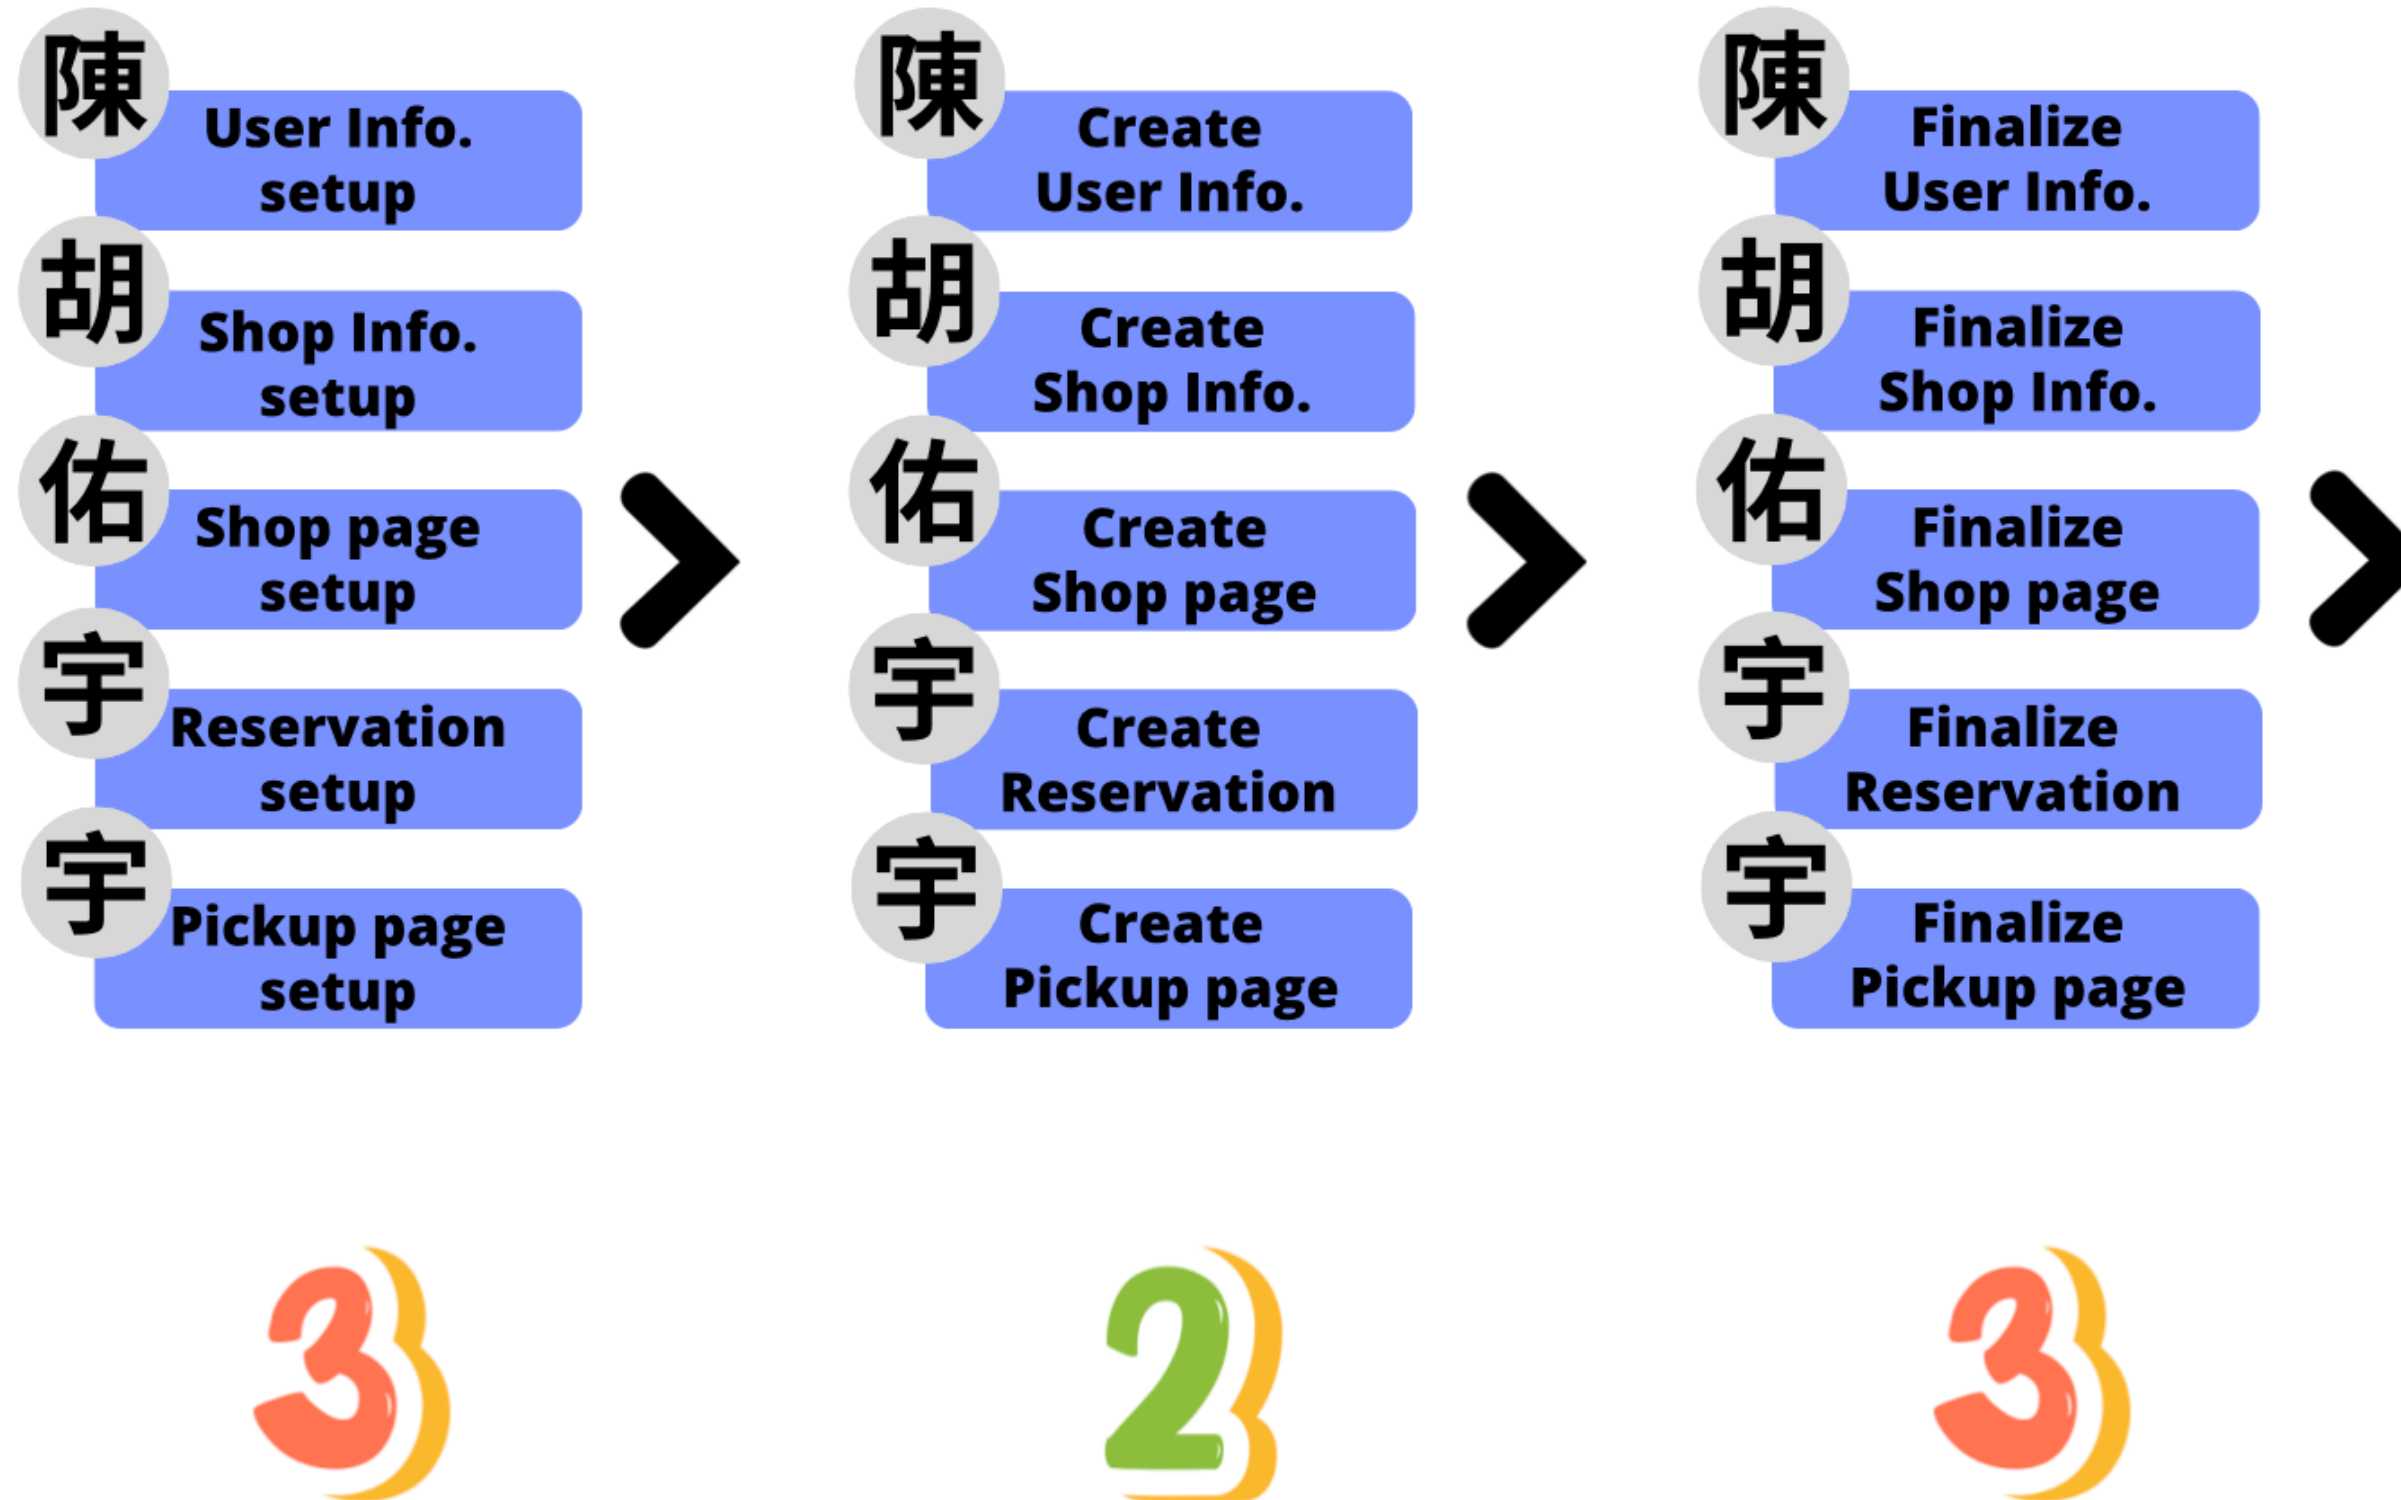 陳
User Info.
setup
胡
Shop Info.
setup
佑
Shop page
setup
宇
Reservation
setup
宇
Pickup page
setup
3
陳
Create
User Info.
胡
Create
Shop Info.
佑
Create
Shop page
宇
Create
Reservation
宇
Create
Pickup page
2
陳
Finalize
User Info.
胡
Finalize
Shop Info.
佑
Finalize
Shop page
宇
Finalize
Reservation
宇
Finalize
Pickup page
3